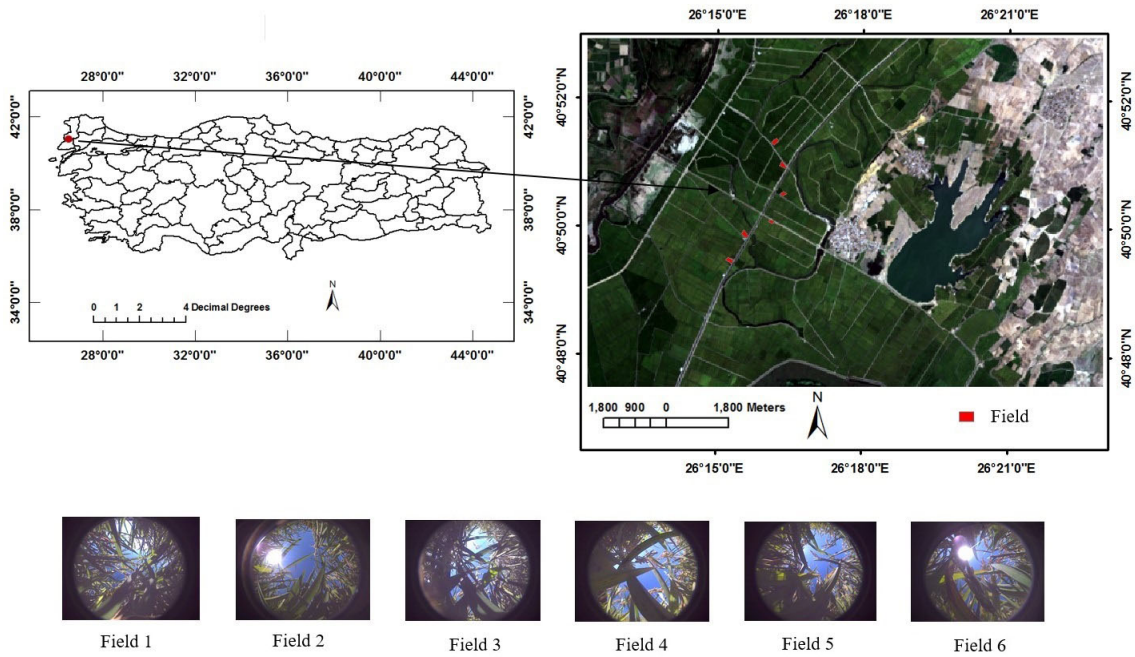 28°0'0" 32°0'0" 36°0'0" 40°0'0" 44°0'0"
42°0'0" 42°0'0"
38°0'0" 38°0'0"
34°0'0" 34°0'0"
0 1 2 4 Decimal Degrees
N
28°0'0" 32°0'0" 36°0'0" 40°0'0" 44°0'0"
26°15'0"E 26°18'0"E 26°21'0"E
40°52'0"N 40°52'0"N
40°50'0"N 40°50'0"N
40°48'0"N 40°48'0"N
1,800 900 0 1,800 Meters
N
Field
26°15'0"E 26°18'0"E 26°21'0"E
Field 1 Field 2 Field 3 Field 4 Field 5 Field 6